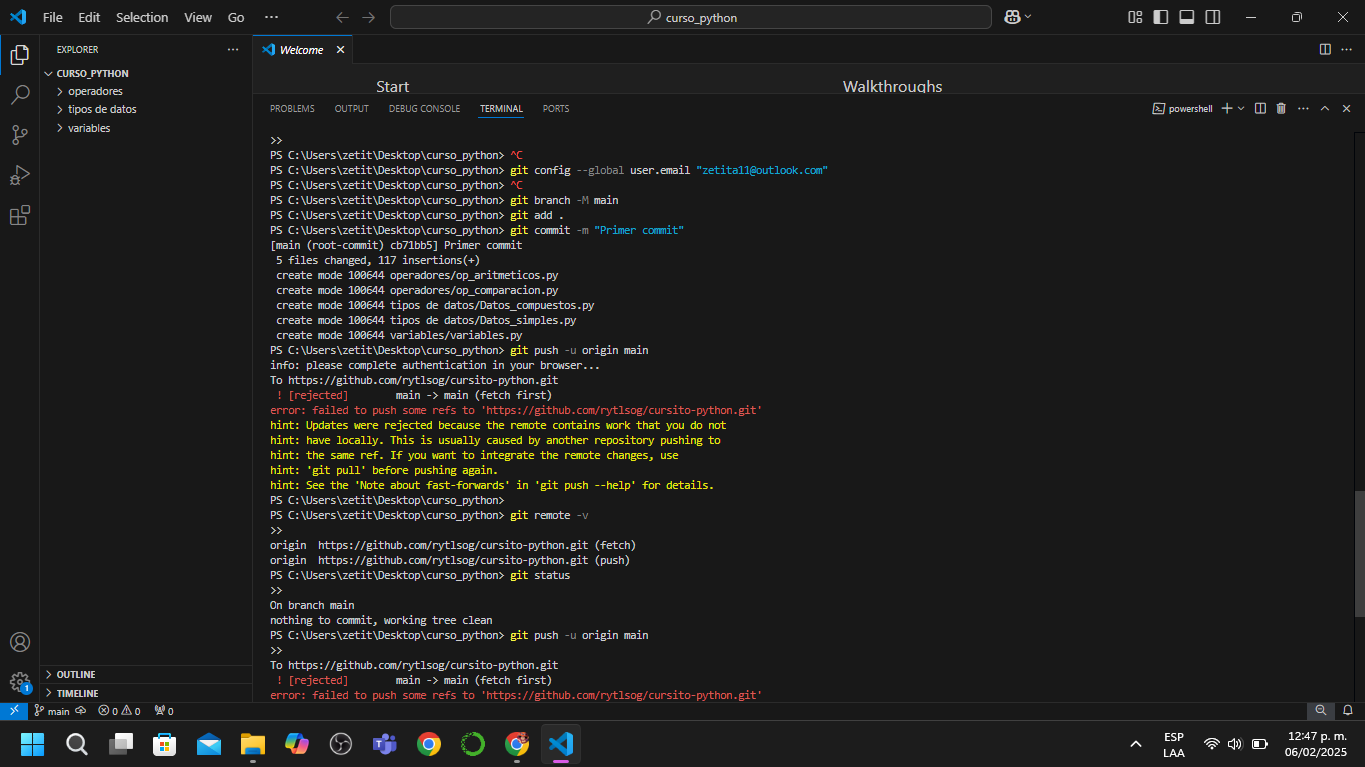 File Edit Selection View Go ··· curso_python
EXPLORER ···
Welcome
CURSO_PYTHON
operadores
tipos de datos
variables
Start Walkthroughs
PROBLEMS OUTPUT DEBUG CONSOLE TERMINAL PORTS powershell
>>
PS C:\Users\zetit\Desktop\curso_python> ^C
PS C:\Users\zetit\Desktop\curso_python> git config --global user.email "zetita11@outlook.com"
PS C:\Users\zetit\Desktop\curso_python> ^C
PS C:\Users\zetit\Desktop\curso_python> git branch -M main
PS C:\Users\zetit\Desktop\curso_python> git add .
PS C:\Users\zetit\Desktop\curso_python> git commit -m "Primer commit"
[main (root-commit) cb71bb5] Primer commit
5 files changed, 117 insertions(+)
create mode 100644 operadores/op_aritmeticos.py
create mode 100644 operadores/op_comparacion.py
create mode 100644 tipos de datos/Datos_compuestos.py
create mode 100644 tipos de datos/Datos_simples.py
create mode 100644 variables/variables.py
PS C:\Users\zetit\Desktop\curso_python> git push -u origin main
info: please complete authentication in your browser...
To https://github.com/rytlsog/cursito-python.git
! [rejected]        main -> main (fetch first)
error: failed to push some refs to 'https://github.com/rytlsog/cursito-python.git'
hint: Updates were rejected because the remote contains work that you do not
hint: have locally. This is usually caused by another repository pushing to
hint: the same ref. If you want to integrate the remote changes, use
hint: 'git pull' before pushing again.
hint: See the 'Note about fast-forwards' in 'git push --help' for details.
PS C:\Users\zetit\Desktop\curso_python>
PS C:\Users\zetit\Desktop\curso_python> git remote -v
>>
origin  https://github.com/rytlsog/cursito-python.git (fetch)
origin  https://github.com/rytlsog/cursito-python.git (push)
PS C:\Users\zetit\Desktop\curso_python> git status
>>
On branch main
nothing to commit, working tree clean
PS C:\Users\zetit\Desktop\curso_python> git push -u origin main
>>
To https://github.com/rytlsog/cursito-python.git
! [rejected]        main -> main (fetch first)
error: failed to push some refs to 'https://github.com/rytlsog/cursito-python.git'
OUTLINE
TIMELINE
1
main 0 0 0
ESP
LAA
12:47 p. m.
06/02/2025